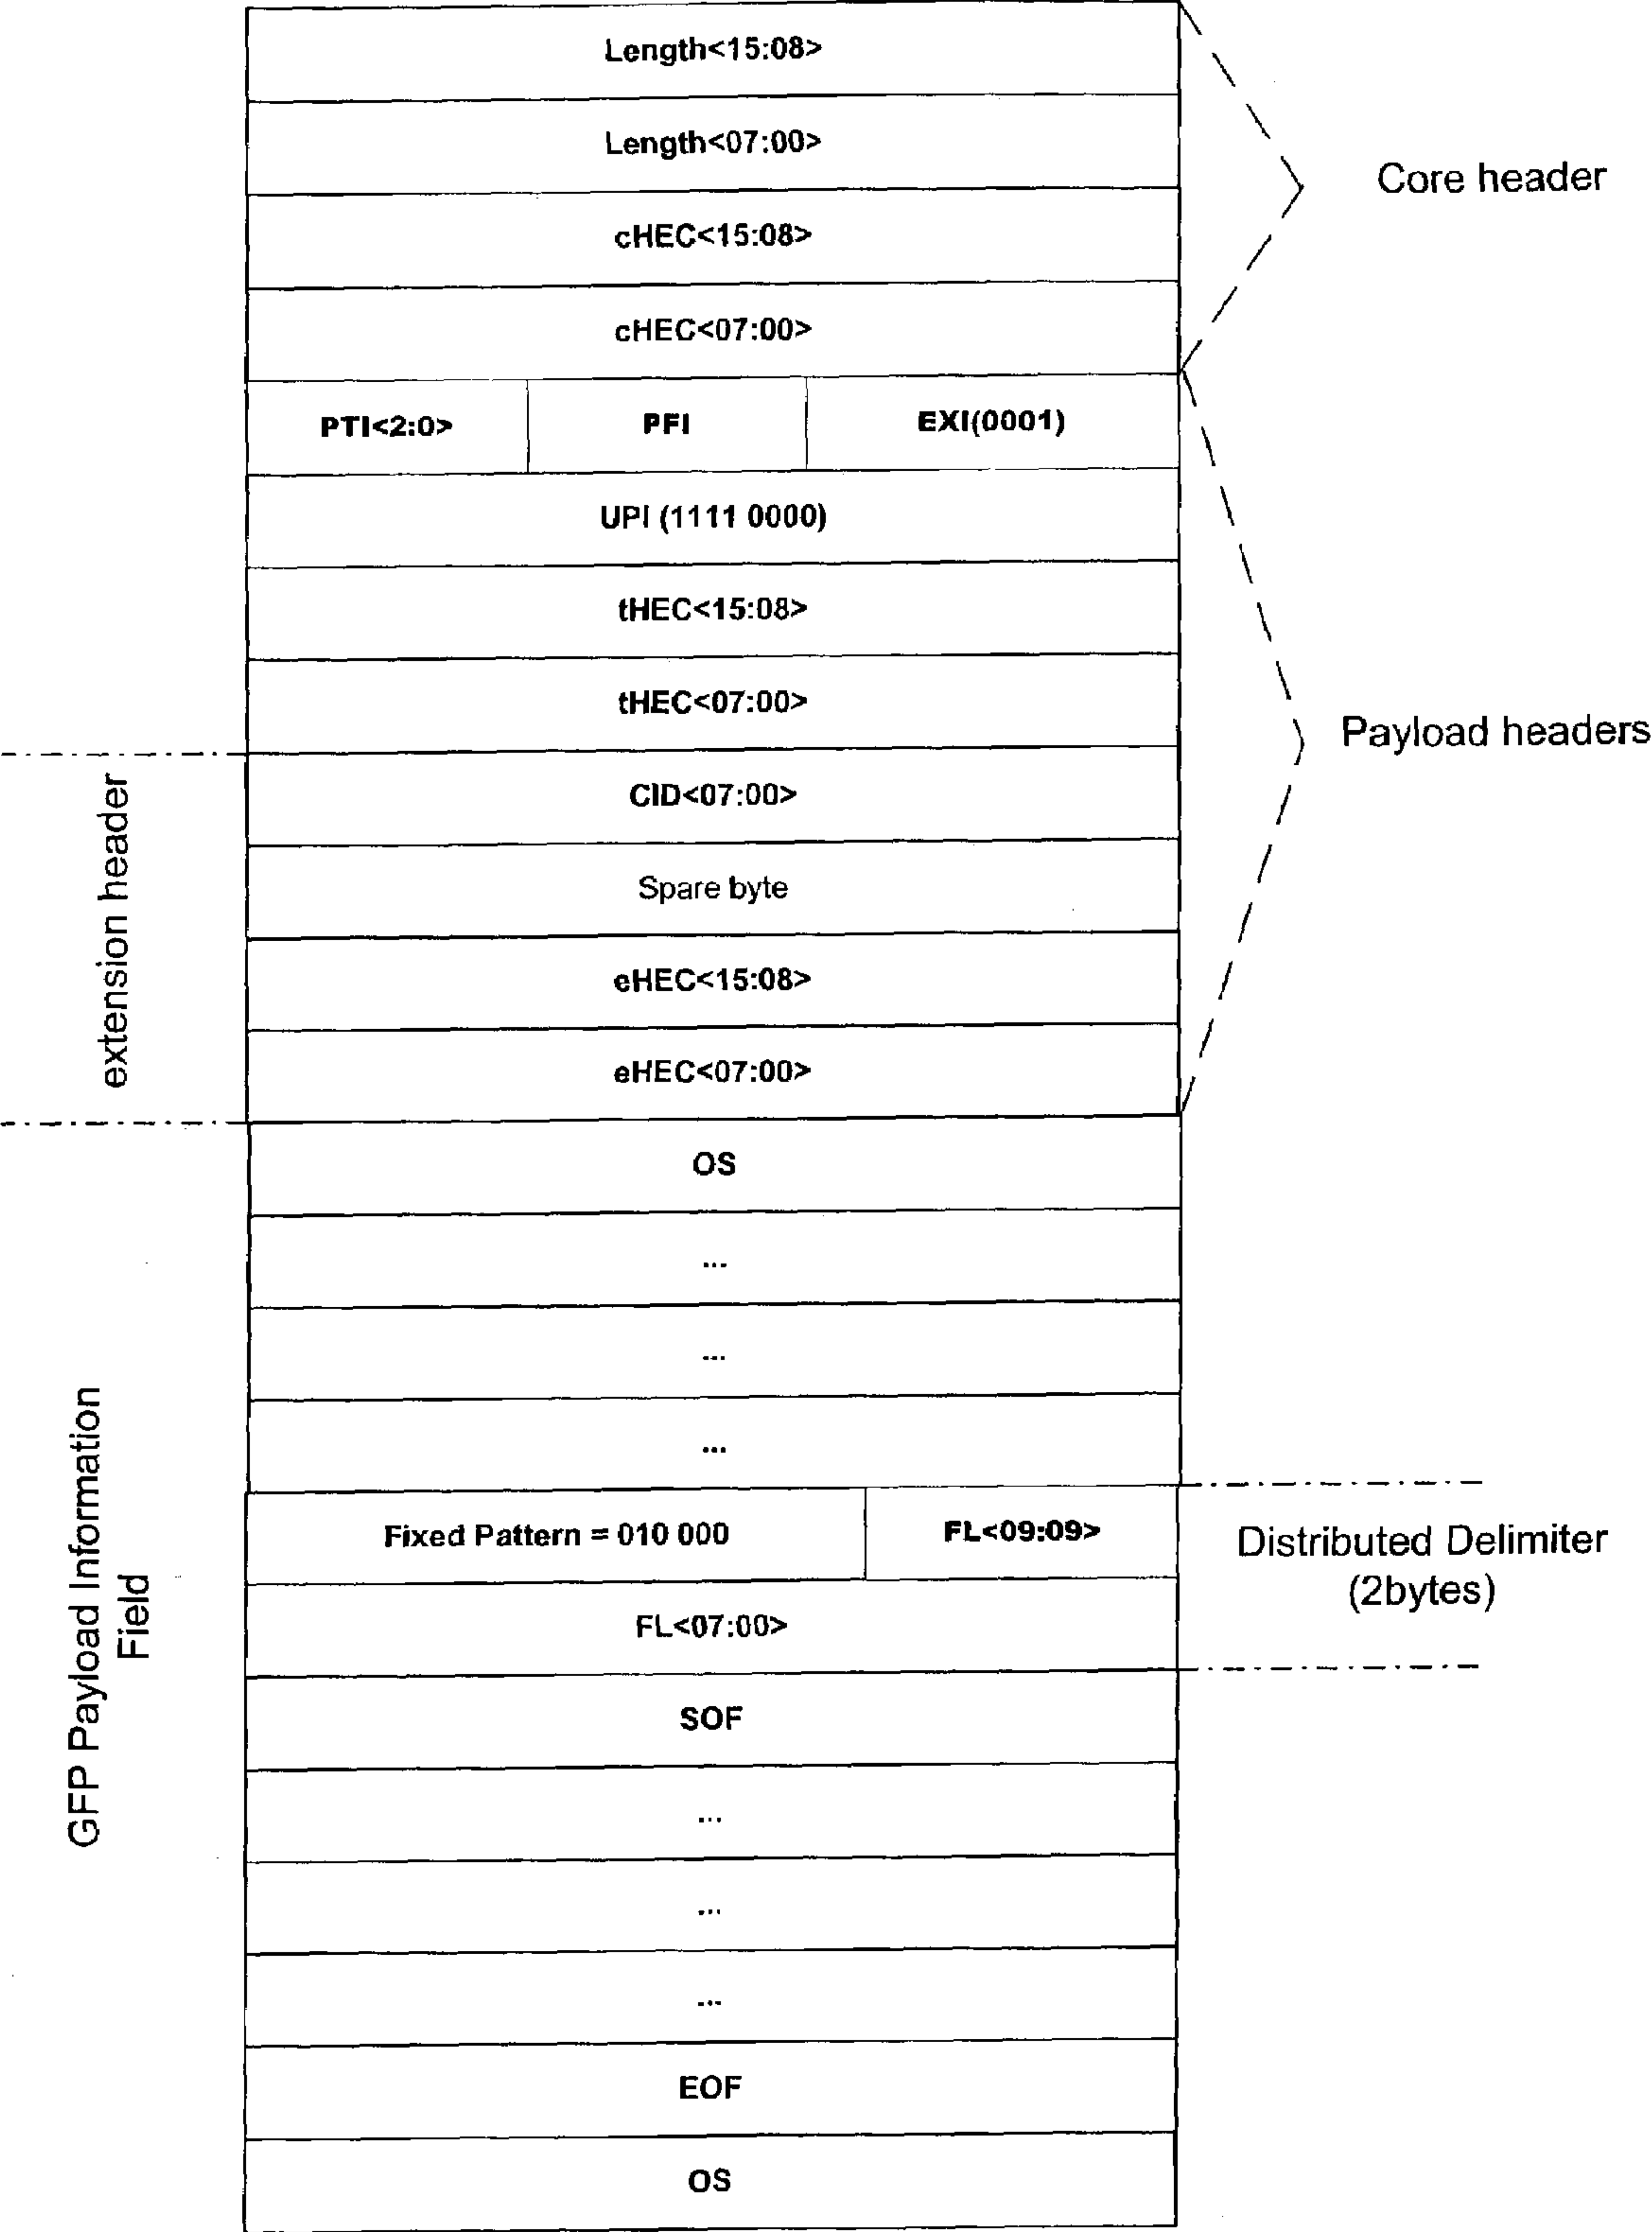 Length<15:08>
Length<07:00>
Core header
cHEC<15:08>
cHEC<07:00>
PTI<2:0> PFI EXI(0001)
UPI (1111 0000)
tHEC<15:08>
tHEC<07:00>
Payload headers
extension header
CID<07:00>
Spare byte
eHEC<15:08>
eHEC<07:00>
GFP Payload Information
Field
OS
...
...
...
Fixed Pattern = 010 000 FL<09:09>
Distributed Delimiter
(2bytes)
FL<07:00>
SOF
...
...
...
EOF
OS